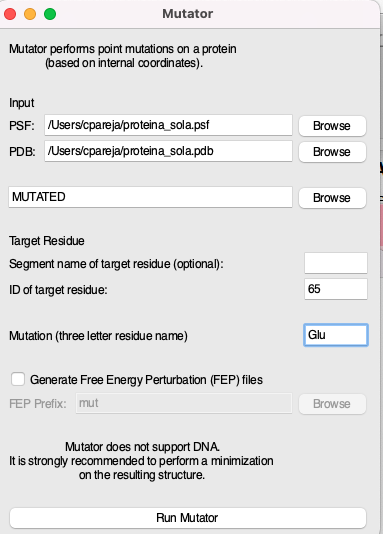 Mutator
Mutator performs point mutations on a protein
(based on internal coordinates).
Input
PSF: /Users/cpareja/proteina_sola.psf Browse
PDB: /Users/cpareja/proteina_sola.pdb Browse
MUTATED Browse
Target Residue
Segment name of target residue (optional):
ID of target residue: 65
Mutation (three letter residue name) Glu
Generate Free Energy Perturbation (FEP) files
FEP Prefix: mut Browse
Mutator does not support DNA.
It is strongly recommended to perform a minimization
on the resulting structure.
Run Mutator